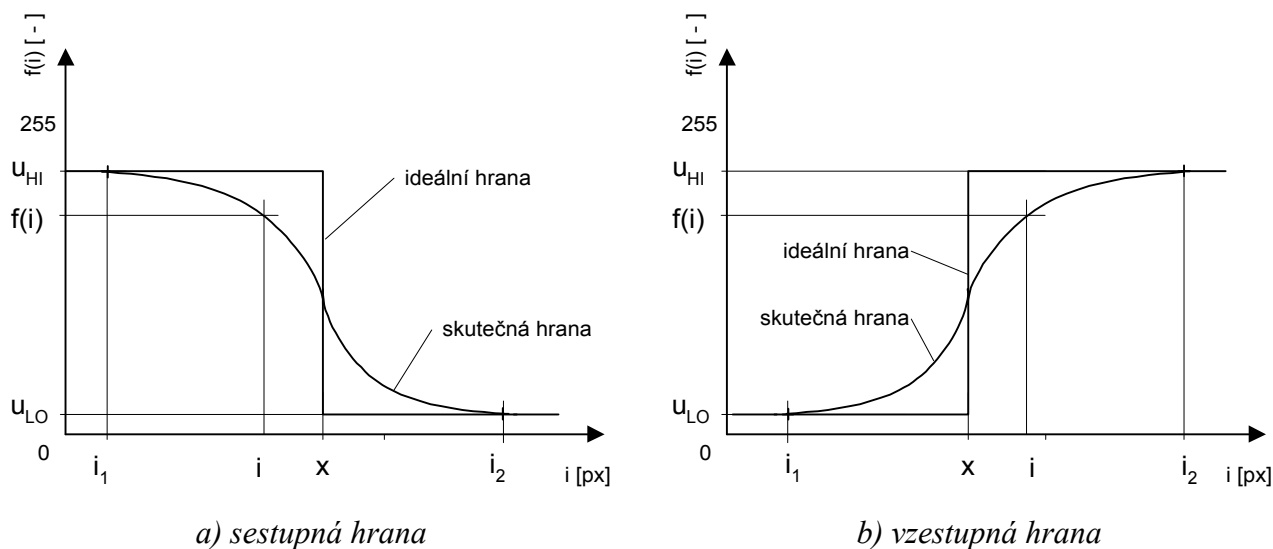 f(i) [ - ]
255
u_HI
f(i)
u_LO
0
i_1
i
x
i_2
i [px]
ideální hrana
skutečná hrana
a) sestupná hrana
f(i) [ - ]
255
u_HI
f(i)
u_LO
0
i_1
x
i
i_2
i [px]
ideální hrana
skutečná hrana
b) vzestupná hrana